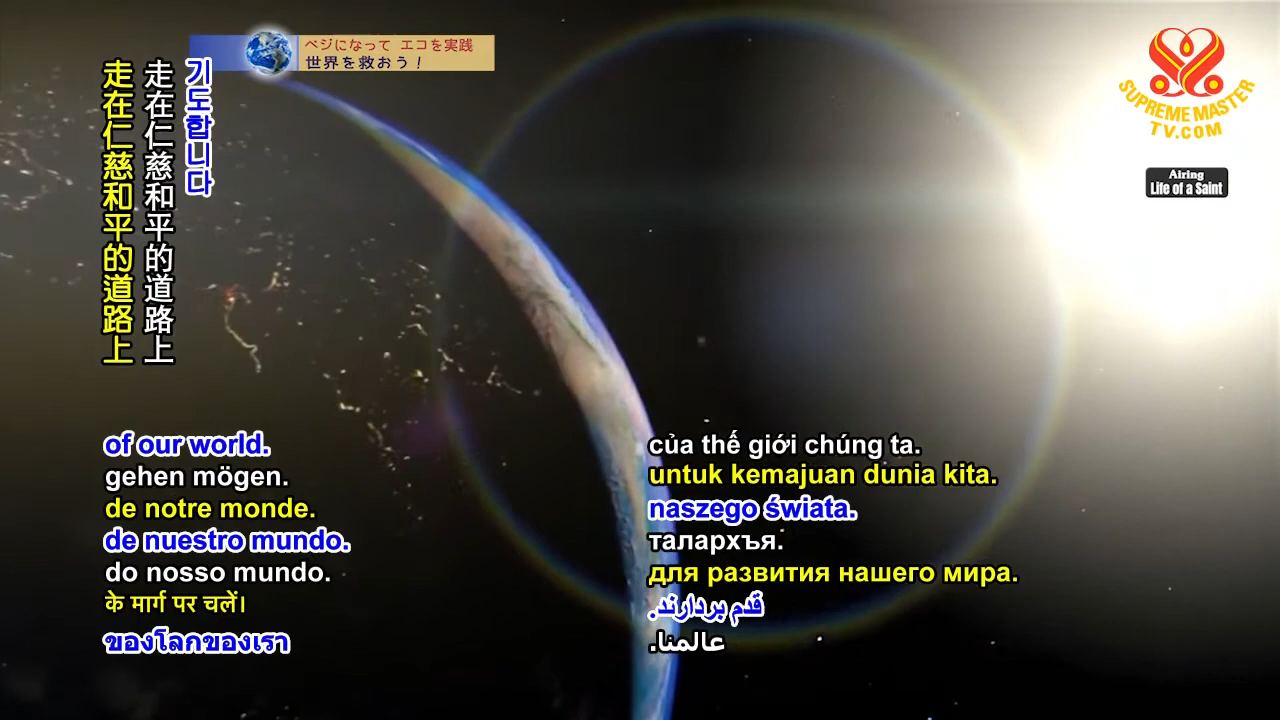 ベジになって エコを実践
世界を救おう！
SUPREME MASTER
TV.COM
Airing
Life of a Saint
기도합니다
走在仁慈和平的道路上
走在仁慈和平的道路上
of our world.
gehen mögen.
de notre monde.
de nuestro mundo.
do nosso mundo.
के मार्ग पर चलें।
ของโลกของเรา
của thế giới chúng ta.
untuk kemajuan dunia kita.
naszego świata.
талархъя.
для развития нашего мира.
قدم بردارند.
عالمنا.